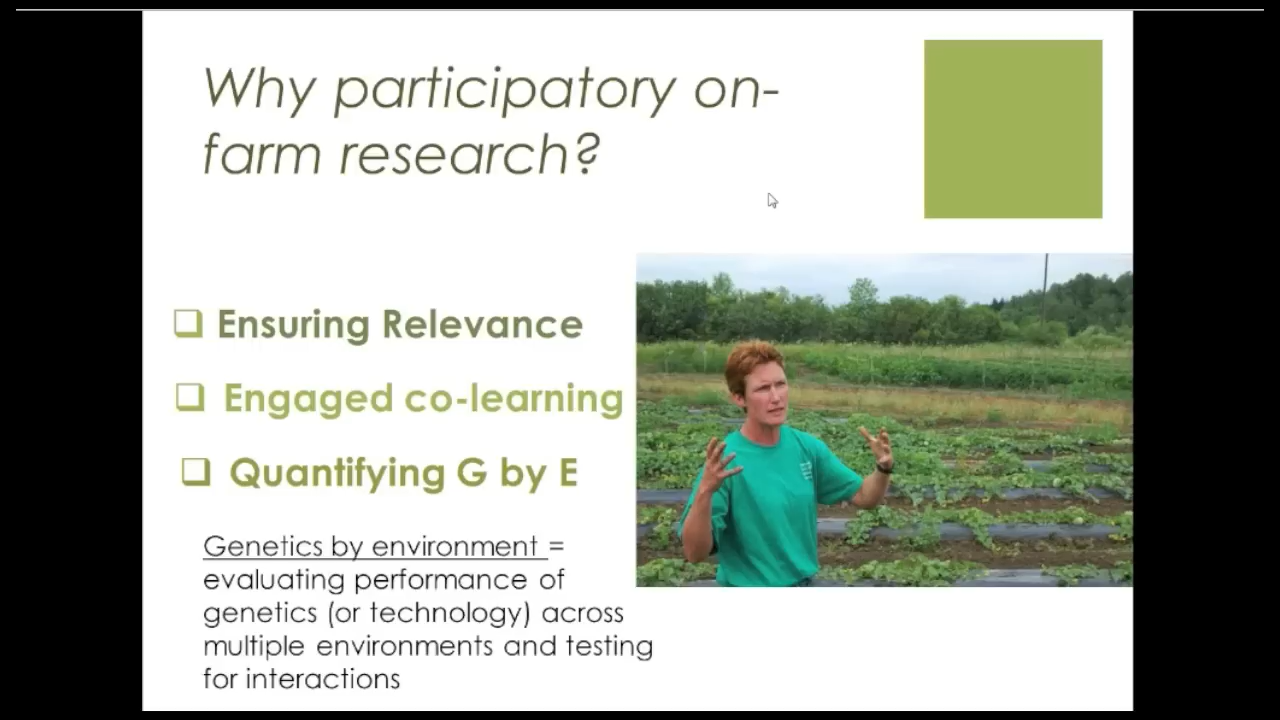 Why participatory on-
farm research?
❑ Ensuring Relevance
❑ Engaged co-learning
❑ Quantifying G by E
Genetics by environment =
evaluating performance of
genetics (or technology) across
multiple environments and testing
for interactions